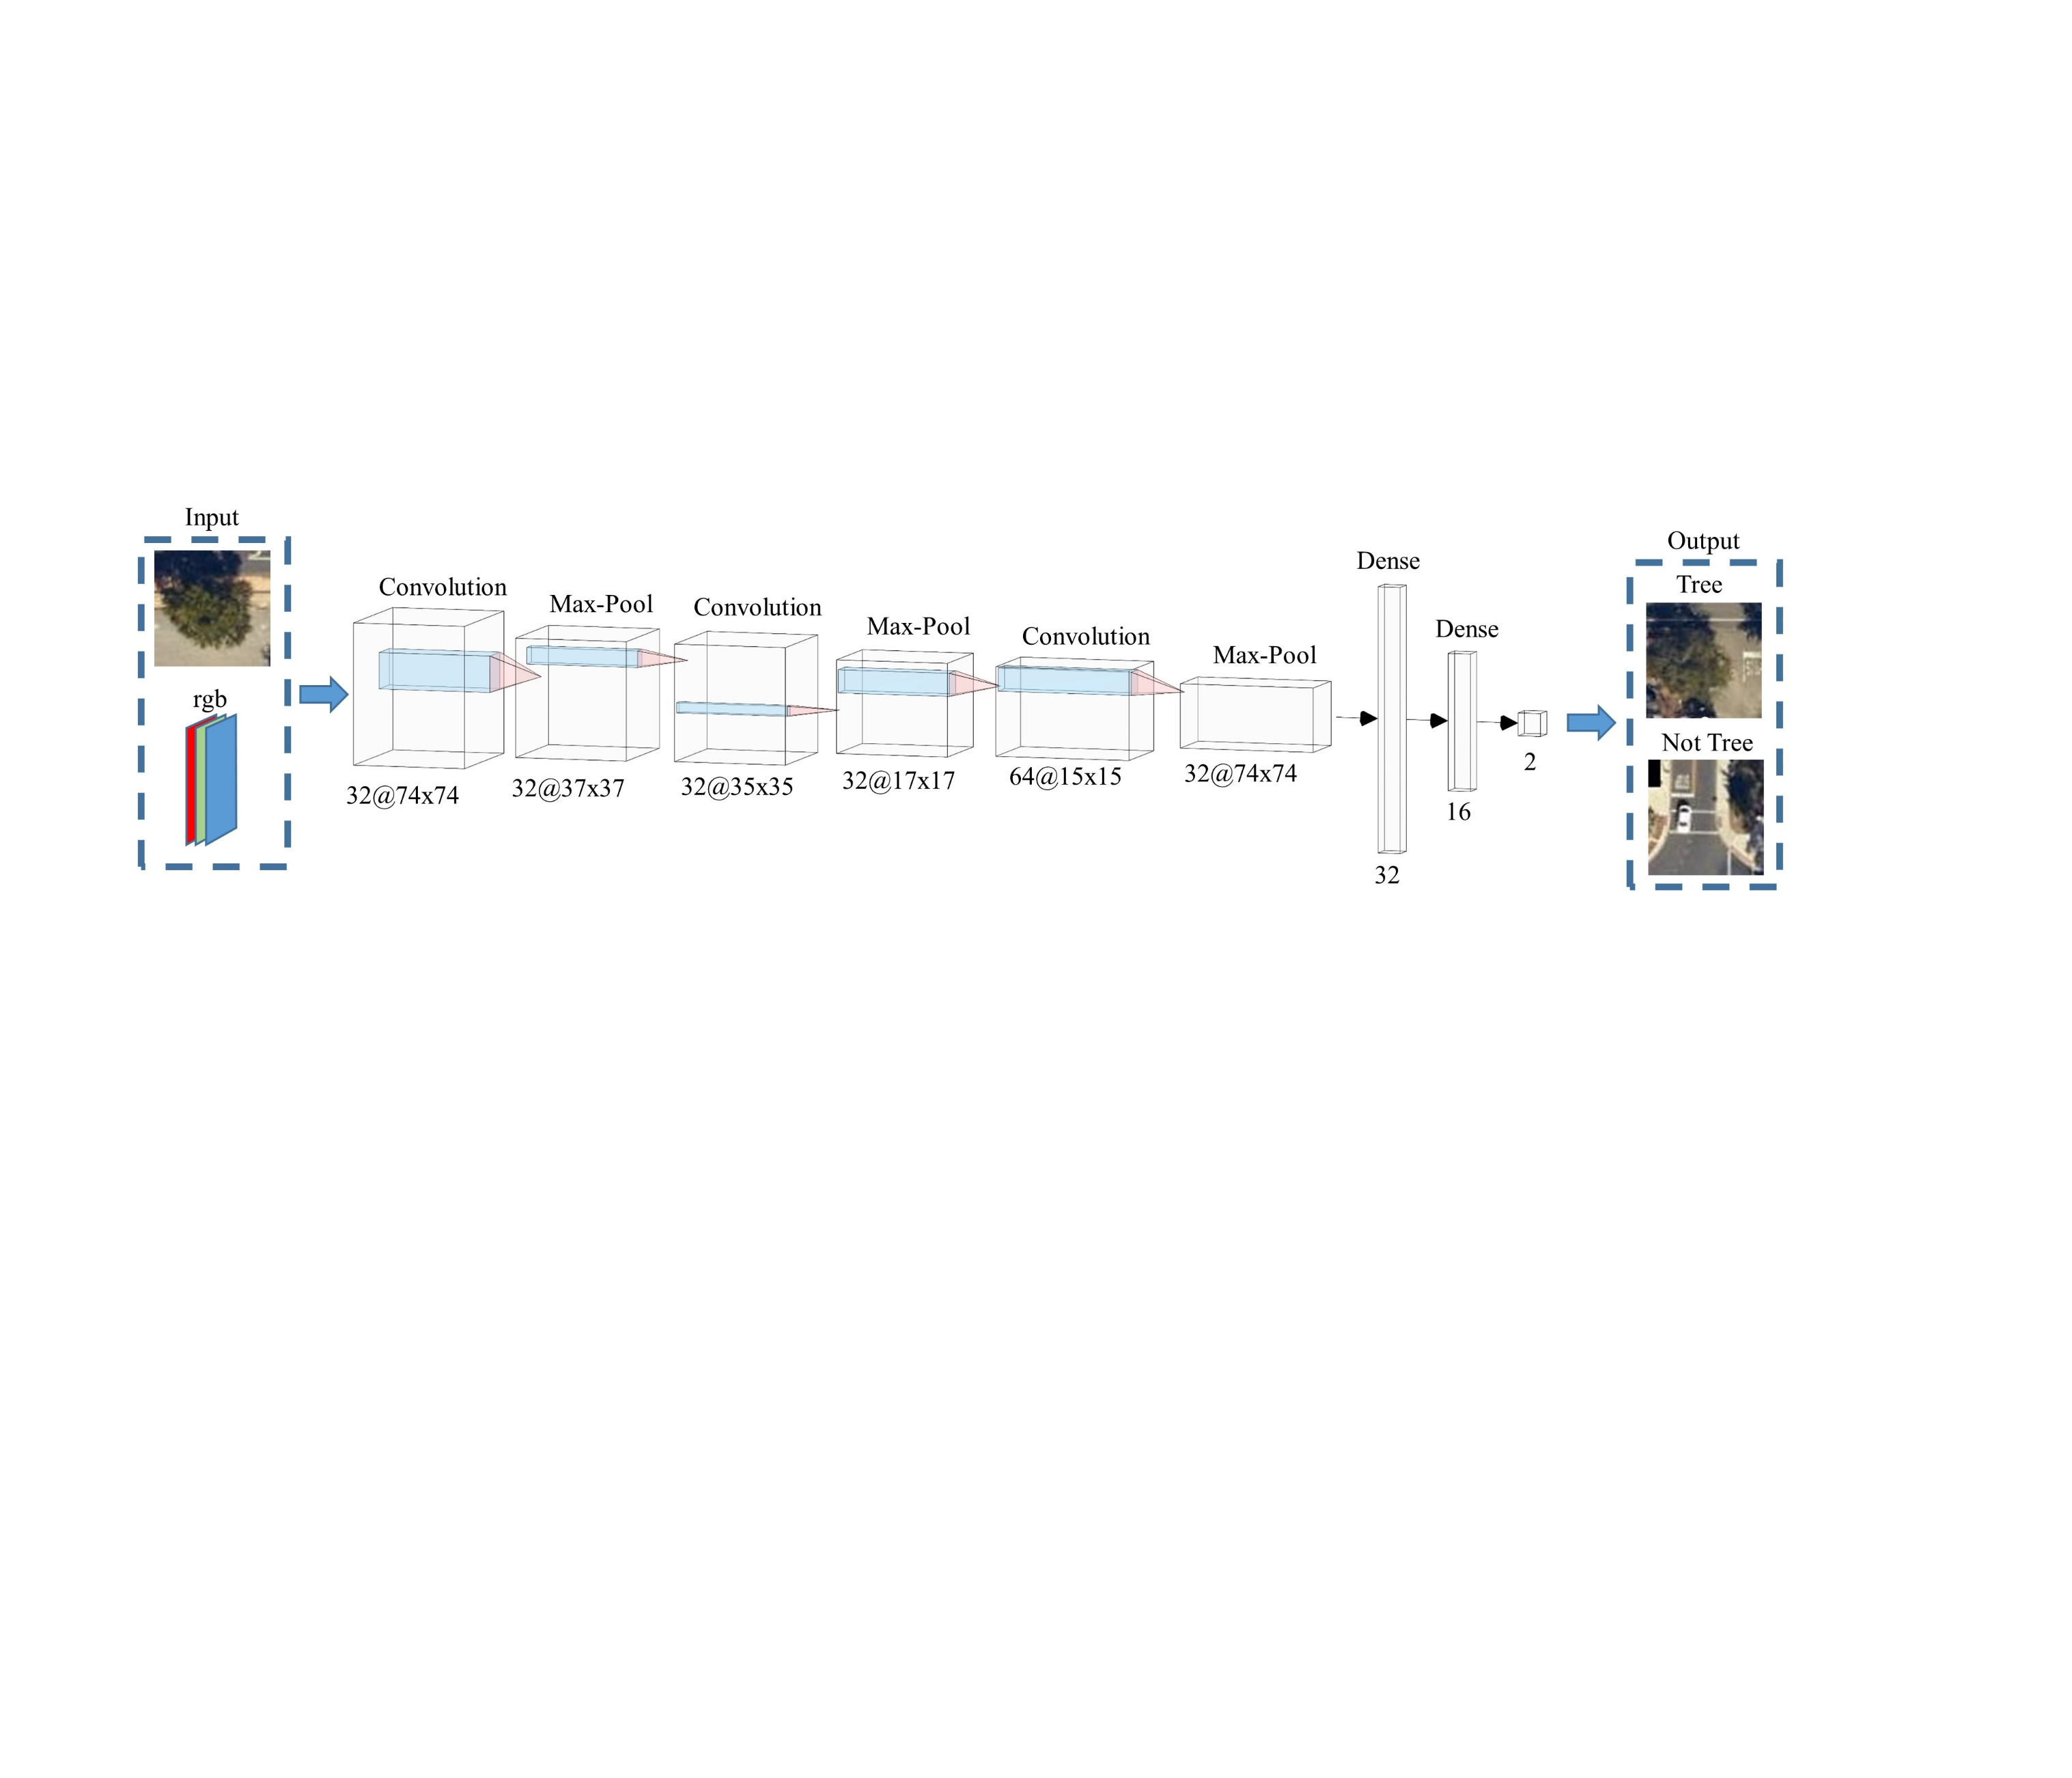 Input
rgb
Convolution
32@74x74
Max-Pool
32@37x37
Convolution
32@35x35
Max-Pool
32@17x17
Convolution
64@15x15
Max-Pool
32@74x74
Dense
32
Dense
16
2
Output
Tree
Not Tree